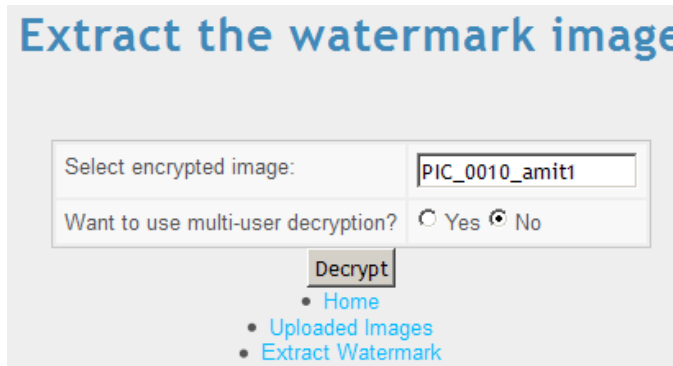 Extract the watermark image
Select encrypted image: PIC_0010_amit1
Want to use multi-user decryption? Yes No
Decrypt
Home
Uploaded Images
Extract Watermark